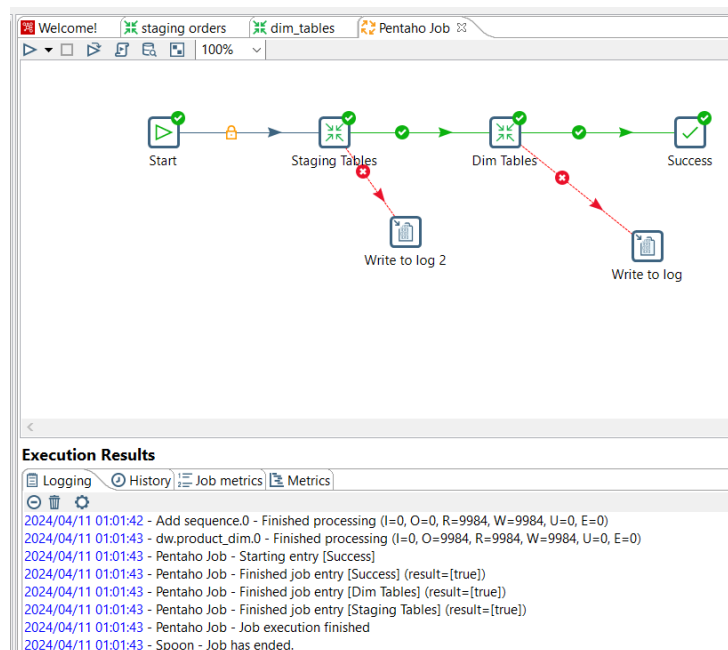 Welcome! staging orders dim_tables Pentaho Job
100%
Start Staging Tables Dim Tables Success
Write to log 2
Write to log
Execution Results
Logging History Job metrics Metrics
2024/04/11 01:01:42 - Add sequence.0 - Finished processing (I=0, O=0, R=9984, W=9984, U=0, E=0)
2024/04/11 01:01:43 - dw.product_dim.0 - Finished processing (I=0, O=9984, R=9984, W=9984, U=0, E=0)
2024/04/11 01:01:43 - Pentaho Job - Starting entry [Success]
2024/04/11 01:01:43 - Pentaho Job - Finished job entry [Success] (result=[true])
2024/04/11 01:01:43 - Pentaho Job - Finished job entry [Dim Tables] (result=[true])
2024/04/11 01:01:43 - Pentaho Job - Finished job entry [Staging Tables] (result=[true])
2024/04/11 01:01:43 - Pentaho Job - Job execution finished
2024/04/11 01:01:43 - Spoon - Job has ended.